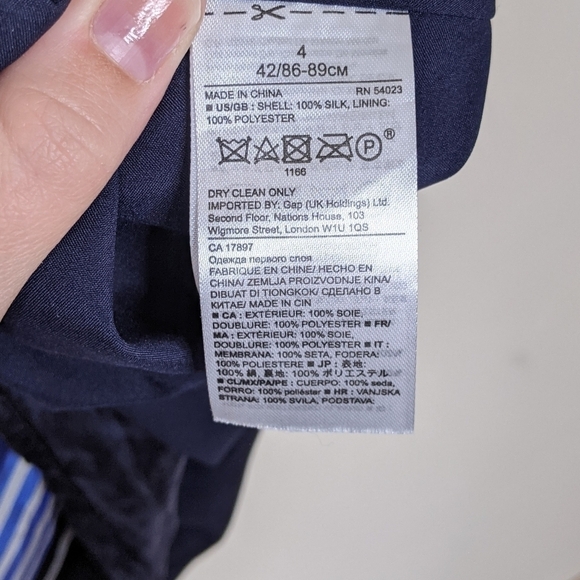 4
42/86-89CM
MADE IN CHINA RN 54023
■ US/GB : SHELL: 100% SILK, LINING:
100% POLYESTER
P ®
1166
DRY CLEAN ONLY
IMPORTED BY: Gap (UK Holdings) Ltd.
Second Floor, Nations House, 103
Wigmore Street, London W1U 1QS
CA 17897
Одежда первого слоя
FABRIQUE EN CHINE/ HECHO EN
CHINA/ ZEMLJA PROIZVODNJE KINA/
DIBUAT DI TIONGKOK/ СДЕЛАНО В
КИТАЕ/ MADE IN CIN
■ CA : EXTÉRIEUR: 100% SOIE,
DOUBLURE: 100% POLYESTER ■ FR/
MA : EXTÉRIEUR: 100% SOIE,
DOUBLURE: 100% POLYESTER ■ IT :
MEMBRANA: 100% SETA, FODERA:
100% POLIESTERE ■ JP : 表地:
100% 絹, 裏地: 100% ポリエステル
■ CL/MX/PA/PE : CUERPO: 100% seda,
FORRO: 100% poliéster ■ HR : VANJSKA
STRANA: 100% SVILA, PODSTAVA: